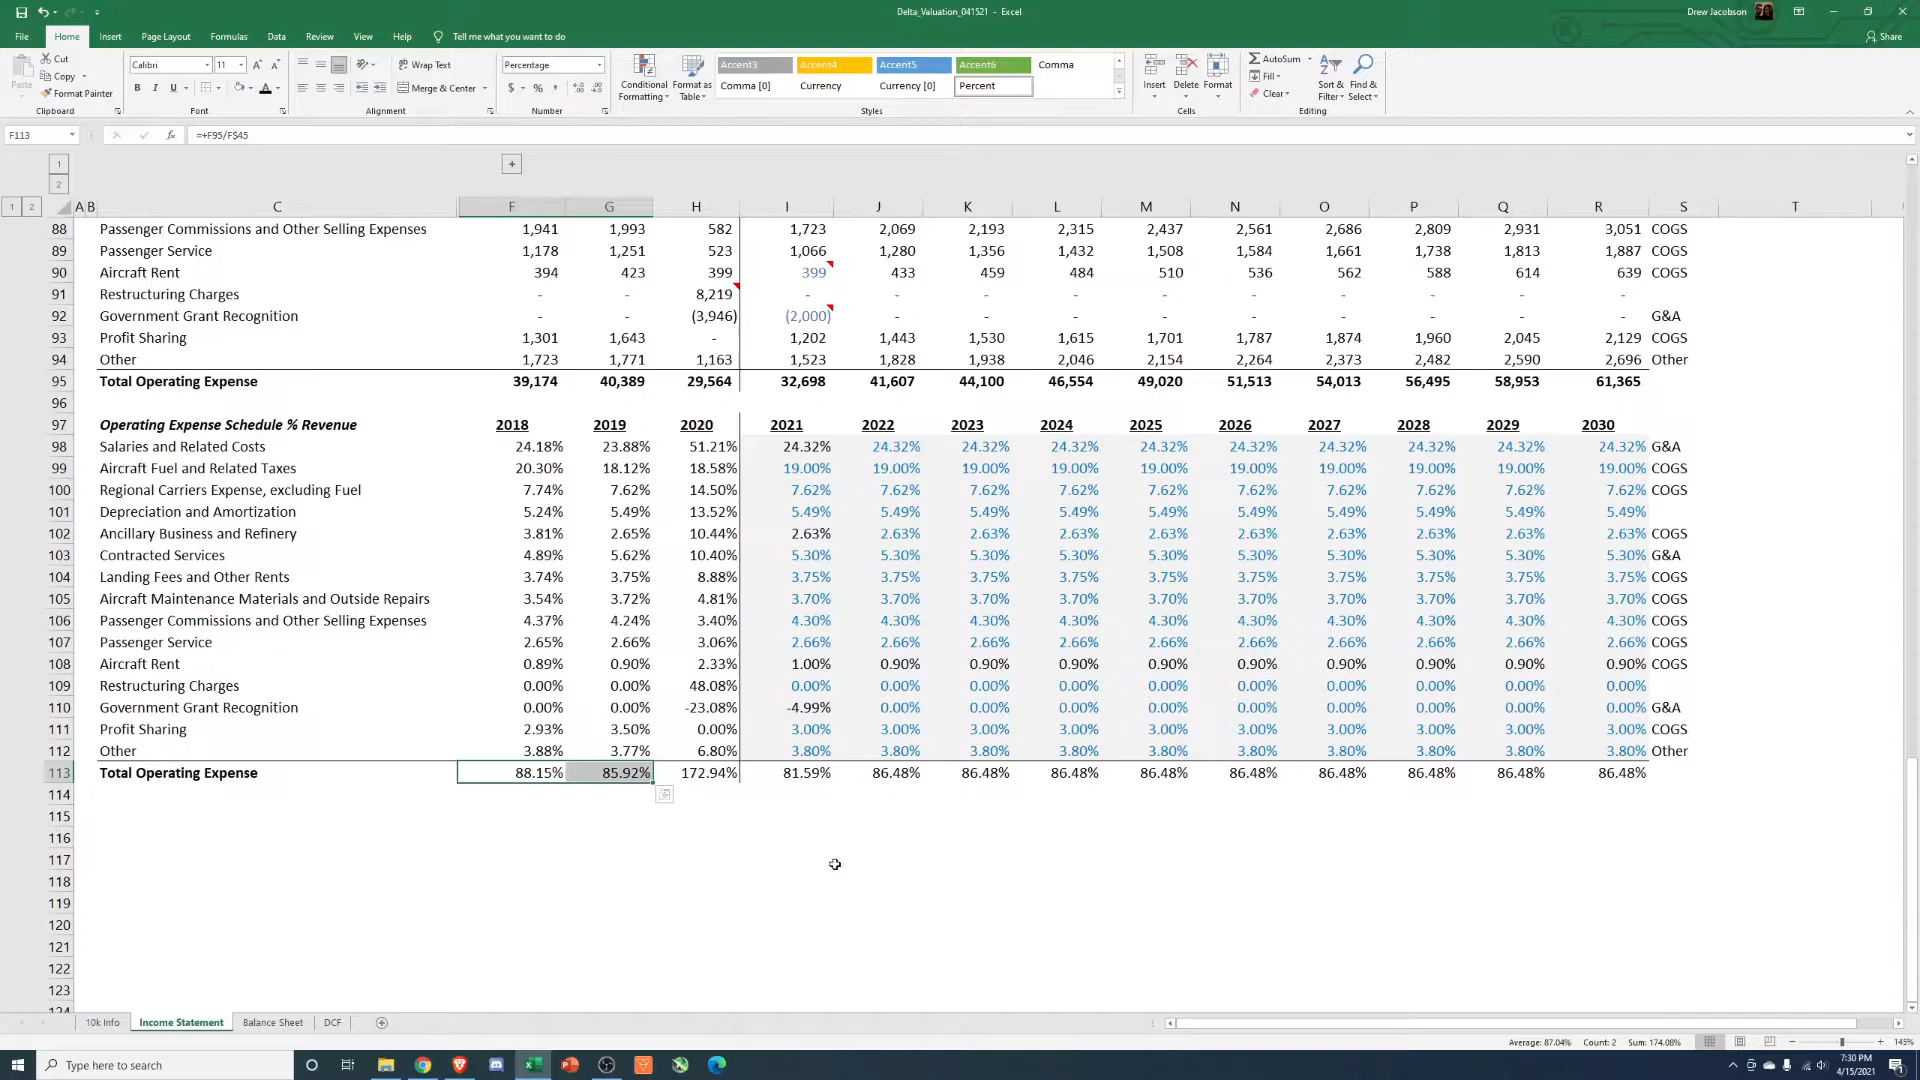 Delta_Valuation_041521 - Excel
Drew Jacobson
File Home Insert Page Layout Formulas Data Review View Help Tell me what you want to do Share
Paste Cut Copy Format Painter Clipboard
Calibri 11 B I U Font
Wrap Text Merge & Center Alignment
Percentage $ % Number
Conditional Formatting Format as Table
Accent3 Accent4 Accent5 Accent6 Comma
Comma [0] Currency Currency [0] Percent
Styles
Insert Delete Format Cells
AutoSum Fill Clear Sort & Filter Find & Select Editing
F113 fx =+F95/F$45
1 +
2
1 2 A B C F G H I J K L M N O P Q R S T
88 Passenger Commissions and Other Selling Expenses 1,941 1,993 582 1,723 2,069 2,193 2,315 2,437 2,561 2,686 2,809 2,931 3,051 COGS
89 Passenger Service 1,178 1,251 523 1,066 1,280 1,356 1,432 1,508 1,584 1,661 1,738 1,813 1,887 COGS
90 Aircraft Rent 394 423 399 399 433 459 484 510 536 562 588 614 639 COGS
91 Restructuring Charges - - 8,219 - - - - - - - - - -
92 Government Grant Recognition - - (3,946) (2,000) - - - - - - - - - G&A
93 Profit Sharing 1,301 1,643 - 1,202 1,443 1,530 1,615 1,701 1,787 1,874 1,960 2,045 2,129 COGS
94 Other 1,723 1,771 1,163 1,523 1,828 1,938 2,046 2,154 2,264 2,373 2,482 2,590 2,696 Other
95 Total Operating Expense 39,174 40,389 29,564 32,698 41,607 44,100 46,554 49,020 51,513 54,013 56,495 58,953 61,365
96
97 Operating Expense Schedule % Revenue 2018 2019 2020 2021 2022 2023 2024 2025 2026 2027 2028 2029 2030
98 Salaries and Related Costs 24.18% 23.88% 51.21% 24.32% 24.32% 24.32% 24.32% 24.32% 24.32% 24.32% 24.32% 24.32% 24.32% G&A
99 Aircraft Fuel and Related Taxes 20.30% 18.12% 18.58% 19.00% 19.00% 19.00% 19.00% 19.00% 19.00% 19.00% 19.00% 19.00% 19.00% COGS
100 Regional Carriers Expense, excluding Fuel 7.74% 7.62% 14.50% 7.62% 7.62% 7.62% 7.62% 7.62% 7.62% 7.62% 7.62% 7.62% 7.62% COGS
101 Depreciation and Amortization 5.24% 5.49% 13.52% 5.49% 5.49% 5.49% 5.49% 5.49% 5.49% 5.49% 5.49% 5.49% 5.49%
102 Ancillary Business and Refinery 3.81% 2.65% 10.44% 2.63% 2.63% 2.63% 2.63% 2.63% 2.63% 2.63% 2.63% 2.63% 2.63% COGS
103 Contracted Services 4.89% 5.62% 10.40% 5.30% 5.30% 5.30% 5.30% 5.30% 5.30% 5.30% 5.30% 5.30% 5.30% G&A
104 Landing Fees and Other Rents 3.74% 3.75% 8.88% 3.75% 3.75% 3.75% 3.75% 3.75% 3.75% 3.75% 3.75% 3.75% 3.75% COGS
105 Aircraft Maintenance Materials and Outside Repairs 3.54% 3.72% 4.81% 3.70% 3.70% 3.70% 3.70% 3.70% 3.70% 3.70% 3.70% 3.70% 3.70% COGS
106 Passenger Commissions and Other Selling Expenses 4.37% 4.24% 3.40% 4.30% 4.30% 4.30% 4.30% 4.30% 4.30% 4.30% 4.30% 4.30% 4.30% COGS
107 Passenger Service 2.65% 2.66% 3.06% 2.66% 2.66% 2.66% 2.66% 2.66% 2.66% 2.66% 2.66% 2.66% 2.66% COGS
108 Aircraft Rent 0.89% 0.90% 2.33% 1.00% 0.90% 0.90% 0.90% 0.90% 0.90% 0.90% 0.90% 0.90% 0.90% COGS
109 Restructuring Charges 0.00% 0.00% 48.08% 0.00% 0.00% 0.00% 0.00% 0.00% 0.00% 0.00% 0.00% 0.00% 0.00%
110 Government Grant Recognition 0.00% 0.00% -23.08% -4.99% 0.00% 0.00% 0.00% 0.00% 0.00% 0.00% 0.00% 0.00% 0.00% G&A
111 Profit Sharing 2.93% 3.50% 0.00% 3.00% 3.00% 3.00% 3.00% 3.00% 3.00% 3.00% 3.00% 3.00% 3.00% COGS
112 Other 3.88% 3.77% 6.80% 3.80% 3.80% 3.80% 3.80% 3.80% 3.80% 3.80% 3.80% 3.80% 3.80% Other
113 Total Operating Expense 88.15% 85.92% 172.94% 81.59% 86.48% 86.48% 86.48% 86.48% 86.48% 86.48% 86.48% 86.48% 86.48%
114
115
116
117
118
119
120
121
122
123
124
10k Info Income Statement Balance Sheet DCF
Average: 87.04% Count: 2 Sum: 174.08% 145%
Type here to search
7:30 PM
4/15/2021